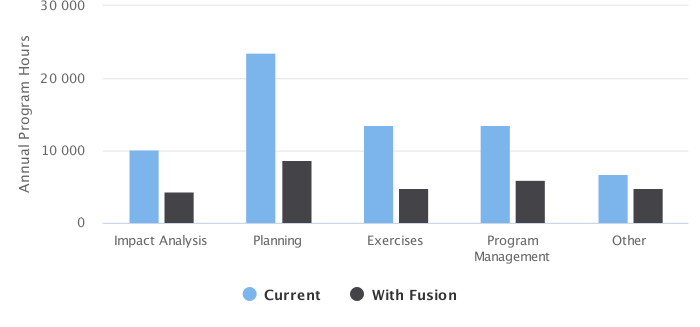 Annual Program Hours
30 000
20 000
10 000
0
Impact Analysis
Planning
Exercises
Program
Management
Other
Current
With Fusion